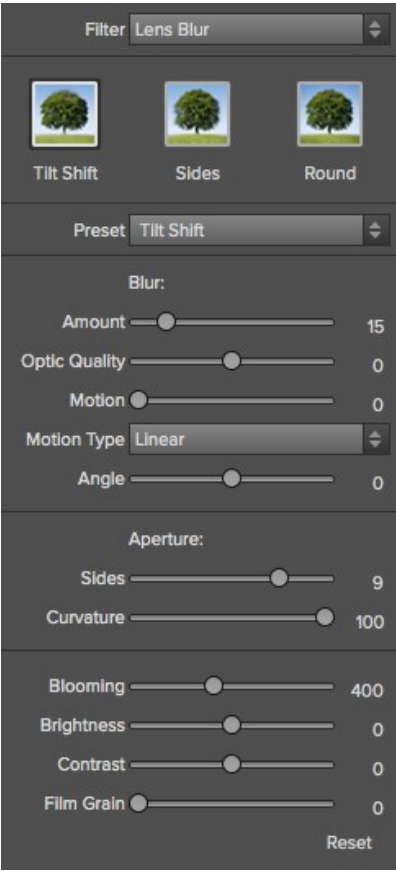 Filter Lens Blur
Tilt Shift Sides Round
Preset Tilt Shift
Blur:
Amount 15
Optic Quality 0
Motion 0
Motion Type Linear
Angle 0
Aperture:
Sides 9
Curvature 100
Blooming 400
Brightness 0
Contrast 0
Film Grain 0
Reset